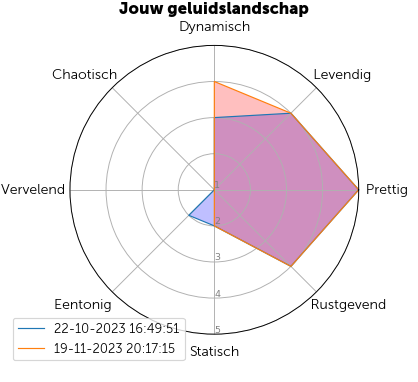 Jouw geluidslandschap
Dynamisch
Chaotisch
Levendig
Vervelend
Prettig
1
2
3
4
5
Eentonig
Rustgevend
Statisch
22-10-2023 16:49:51
19-11-2023 20:17:15